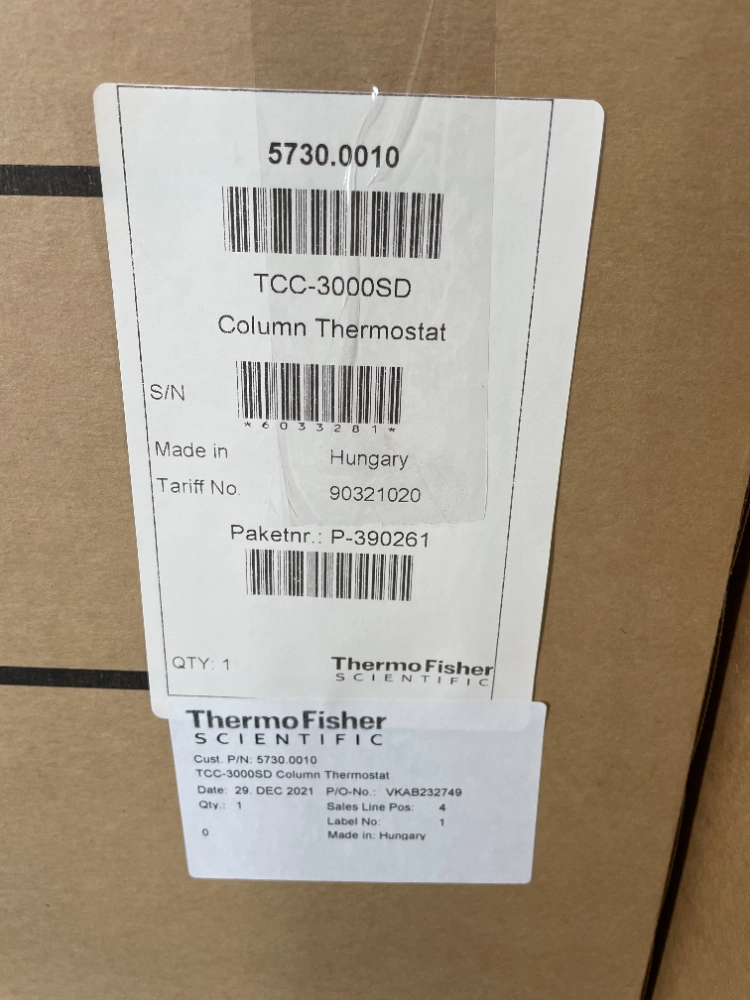 5730.0010
TCC-3000SD
Column Thermostat
S/N
*6033281*
Made in Hungary
Tariff No. 90321020
Paketnr.: P-390261
QTY: 1
ThermoFisher
SCIENTIFIC
ThermoFisher
SCIENTIFIC
Cust. P/N: 5730.0010
TCC-3000SD Column Thermostat
Date: 29. DEC 2021 P/O-No.: VKAB232749
Qty.: 1 Sales Line Pos: 4
Label No: 1
0 Made in: Hungary